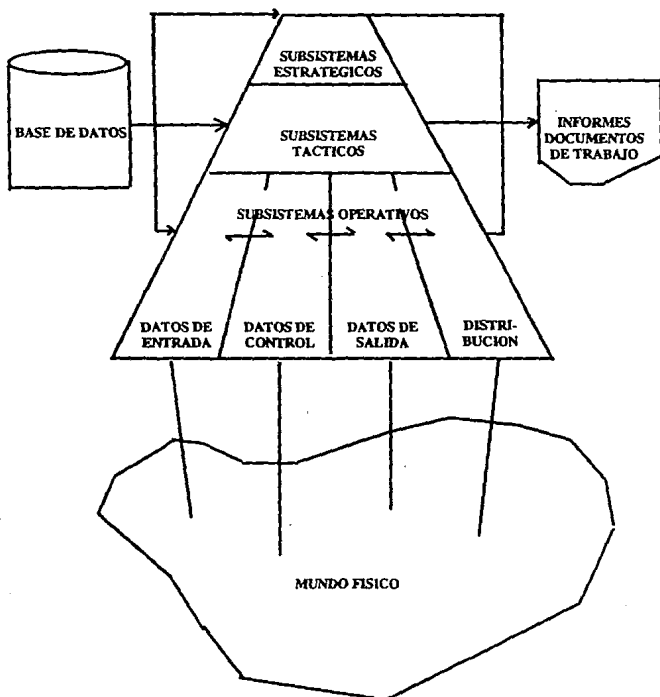 SUBSISTEMAS
ESTRATEGICOS
BASE DE DATOS
SUBSISTEMAS
TACTICOS
INFORMES
DOCUMENTOS
DE TRABAJO
SUBSISTEMAS OPERATIVOS
DATOS DE
ENTRADA
DATOS DE
CONTROL
DATOS DE
SALIDA
DISTRI-
BUCION
MUNDO FISICO